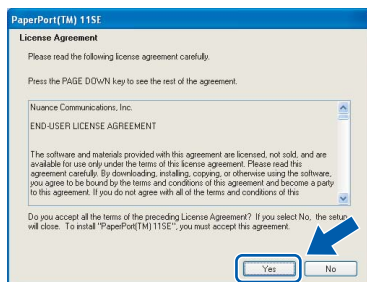 PaperPort(TM) 11SE
License Agreement
Please read the following license agreement carefully.
Press the PAGE DOWN key to see the rest of the agreement.
Nuance Communications, Inc.
END-USER LICENSE AGREEMENT
The software and materials provided with this agreement are licensed, not sold, and are
available for use only under the terms of this license agreement. Please read this
agreement carefully. By downloading, installing, copying, or otherwise using the software,
you agree to be bound by the terms and conditions of this agreement and become a party
to this agreement. If you do not agree with all of the terms and conditions of this
Do you accept all the terms of the preceding License Agreement? If you select No, the setup
will close. To install "PaperPort(TM) 11SE", you must accept this agreement.
Yes
No